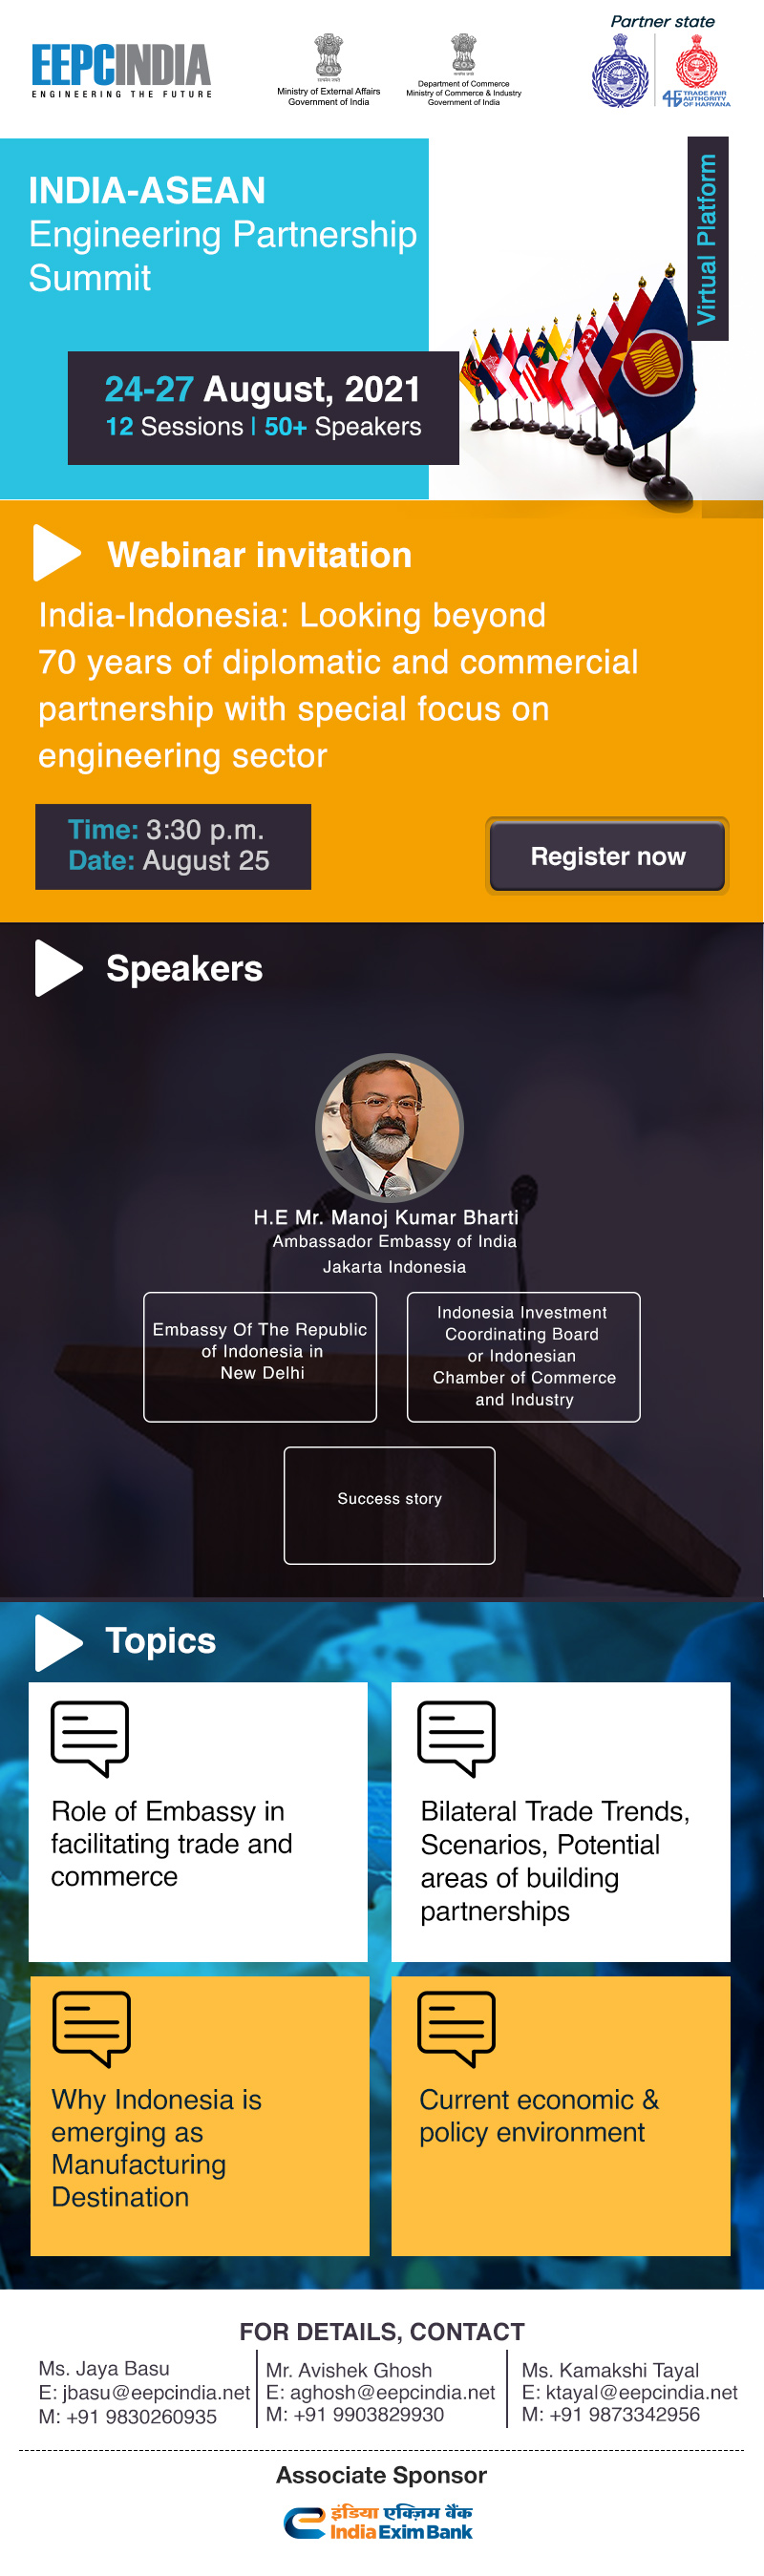 Partner state
EEPCINDIA
ENGINEERING THE FUTURE
Ministry of External Affairs
Government of India
Department of Commerce
Ministry of Commerce & Industry
Government of India
TRADE FAIR
AUTHORITY
OF HARYANA
INDIA-ASEAN
Engineering Partnership
Summit
Virtual Platform
24-27 August, 2021
12 Sessions | 50+ Speakers
Webinar invitation
India-Indonesia: Looking beyond
70 years of diplomatic and commercial
partnership with special focus on
engineering sector
Time: 3:30 p.m.
Date: August 25
Register now
Speakers
H.E Mr. Manoj Kumar Bharti
Ambassador Embassy of India
Jakarta Indonesia
Embassy Of The Republic
of Indonesia in
New Delhi
Indonesia Investment
Coordinating Board
or Indonesian
Chamber of Commerce
and Industry
Success story
Topics
Role of Embassy in
facilitating trade and
commerce
Bilateral Trade Trends,
Scenarios, Potential
areas of building
partnerships
Why Indonesia is
emerging as
Manufacturing
Destination
Current economic &
policy environment
FOR DETAILS, CONTACT
Ms. Jaya Basu
E: jbasu@eepcindia.net
M: +91 9830260935
Mr. Avishek Ghosh
E: aghosh@eepcindia.net
M: +91 9903829930
Ms. Kamakshi Tayal
E: ktayal@eepcindia.net
M: +91 9873342956
Associate Sponsor
इंडिया एक्ज़िम बैंक
India Exim Bank